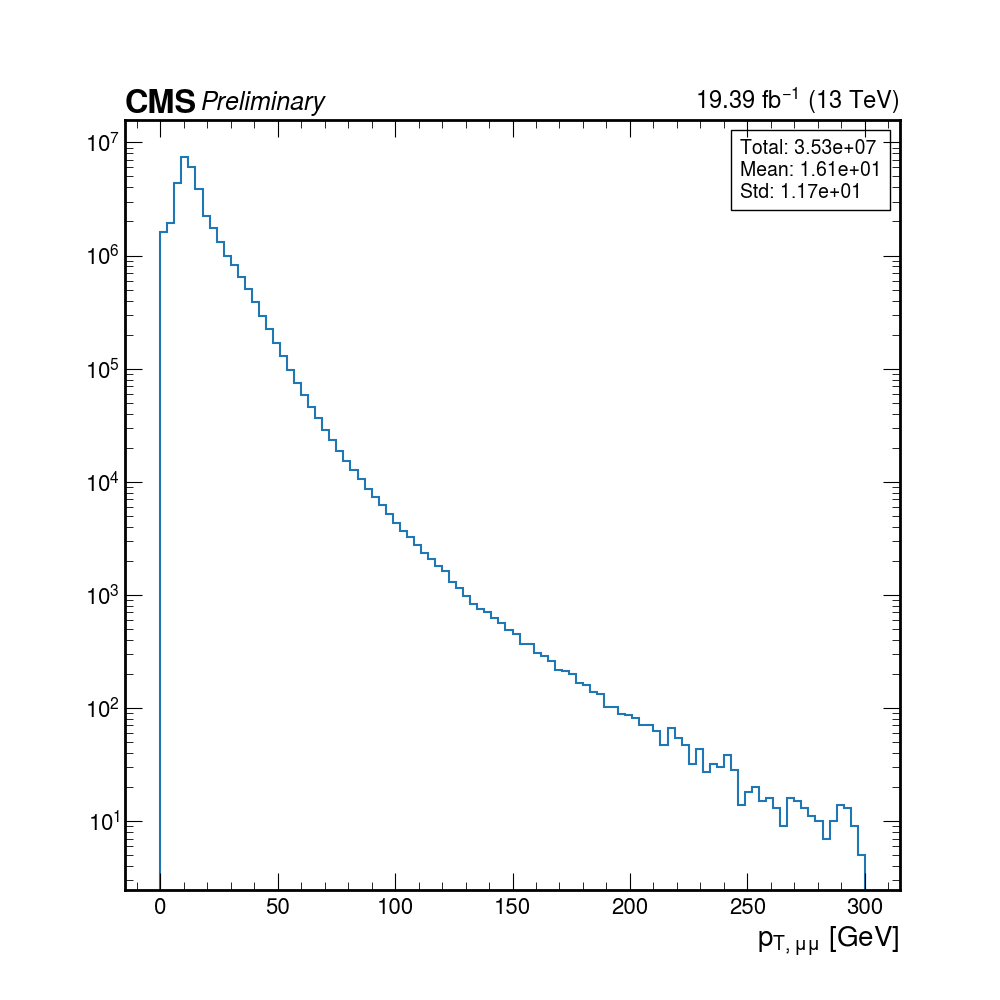 CMS Preliminary
19.39 fb⁻¹ (13 TeV)
Total: 3.53e+07
Mean: 1.61e+01
Std: 1.17e+01
10⁷
10⁶
10⁵
10⁴
10³
10²
10¹
0 50 100 150 200 250 300
p_T, μμ [GeV]